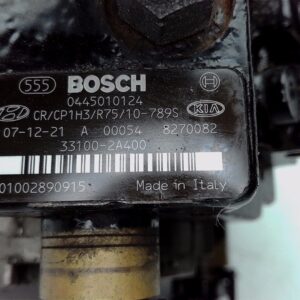 555 BOSCH
0445010124
CR/CP1H3/R75/10-789S KIA
07-12-21 A 00054 8270082
33100-2A400
01002890915 Made in Italy